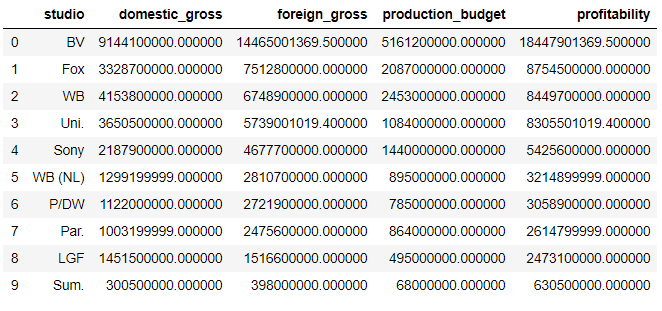 studio domestic_gross foreign_gross production_budget profitability
0 BV 9144100000.000000 14465001369.500000 5161200000.000000 18447901369.500000
1 Fox 3328700000.000000 7512800000.000000 2087000000.000000 8754500000.000000
2 WB 4153800000.000000 6748900000.000000 2453000000.000000 8449700000.000000
3 Uni. 3650500000.000000 5739001019.400000 1084000000.000000 8305501019.400000
4 Sony 2187900000.000000 4677700000.000000 1440000000.000000 5425600000.000000
5 WB (NL) 1299199999.000000 2810700000.000000 895000000.000000 3214899999.000000
6 P/DW 1122000000.000000 2721900000.000000 785000000.000000 3058900000.000000
7 Par. 1003199999.000000 2475600000.000000 864000000.000000 2614799999.000000
8 LGF 1451500000.000000 1516600000.000000 495000000.000000 2473100000.000000
9 Sum. 300500000.000000 398000000.000000 68000000.000000 630500000.000000